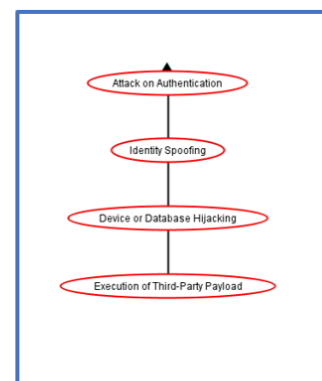 Attack on Authentication
Identity Spoofing
Device or Database Hijacking
Execution of Third-Party Payload